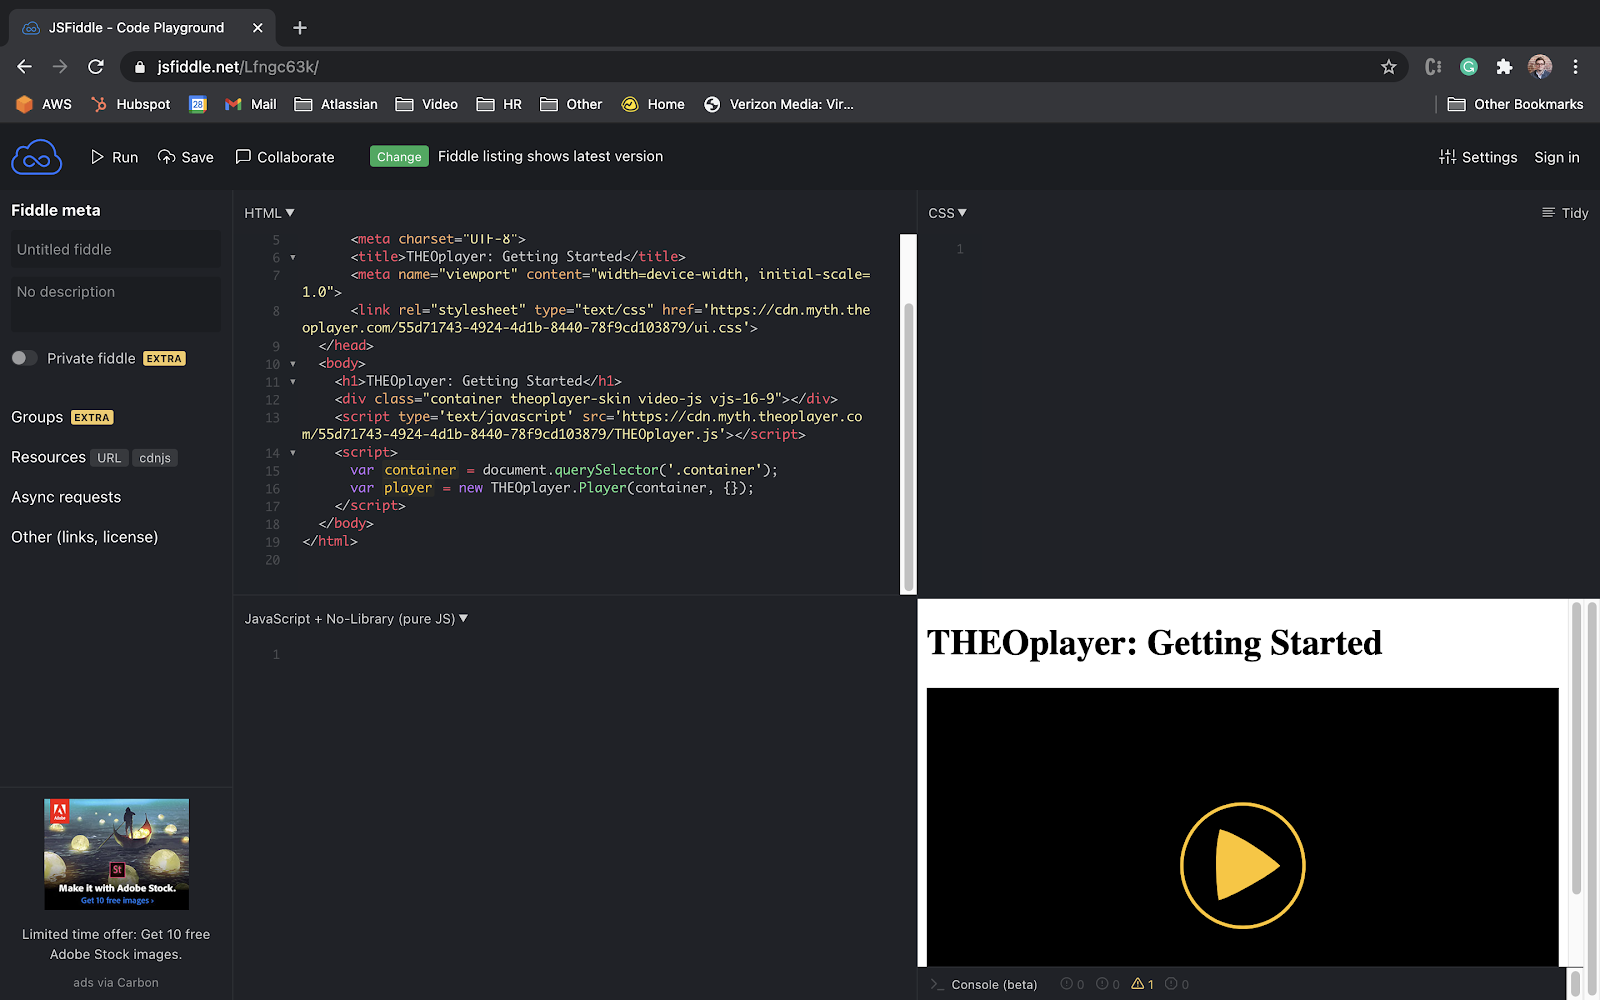 JSFiddle - Code Playground
jsfiddle.net/Lfngc63k/
AWS
Hubspot
28
Mail
Atlassian
Video
HR
Other
Home
Verizon Media: Vir...
Other Bookmarks
Run
Save
Collaborate
Change
Fiddle listing shows latest version
Settings
Sign in
Fiddle meta
Untitled fiddle
No description
Private fiddle EXTRA
Groups EXTRA
Resources URL cdnjs
Async requests
Other (links, license)
Adobe
St
Make it with Adobe Stock.
Get 10 free images ›
Limited time offer: Get 10 free
Adobe Stock images.
ads via Carbon
HTML ▼
5 <meta charset="UTF-8">
6 <title>THEOplayer: Getting Started</title>
7 <meta name="viewport" content="width=device-width, initial-scale=
1.0">
8 <link rel="stylesheet" type="text/css" href='https://cdn.myth.the
oplayer.com/55d71743-4924-4d1b-8440-78f9cd103879/ui.css'>
9 </head>
10 <body>
11 <h1>THEOplayer: Getting Started</h1>
12 <div class="container theoplayer-skin video-js vjs-16-9"></div>
13 <script type='text/javascript' src='https://cdn.myth.theoplayer.co
m/55d71743-4924-4d1b-8440-78f9cd103879/THEOplayer.js'></script>
14 <script>
15 var container = document.querySelector('.container');
16 var player = new THEOplayer.Player(container, {});
17 </script>
18 </body>
19 </html>
20
CSS ▼
Tidy
1
JavaScript + No-Library (pure JS) ▼
1
THEOplayer: Getting Started
>_ Console (beta) 0 0 1 0